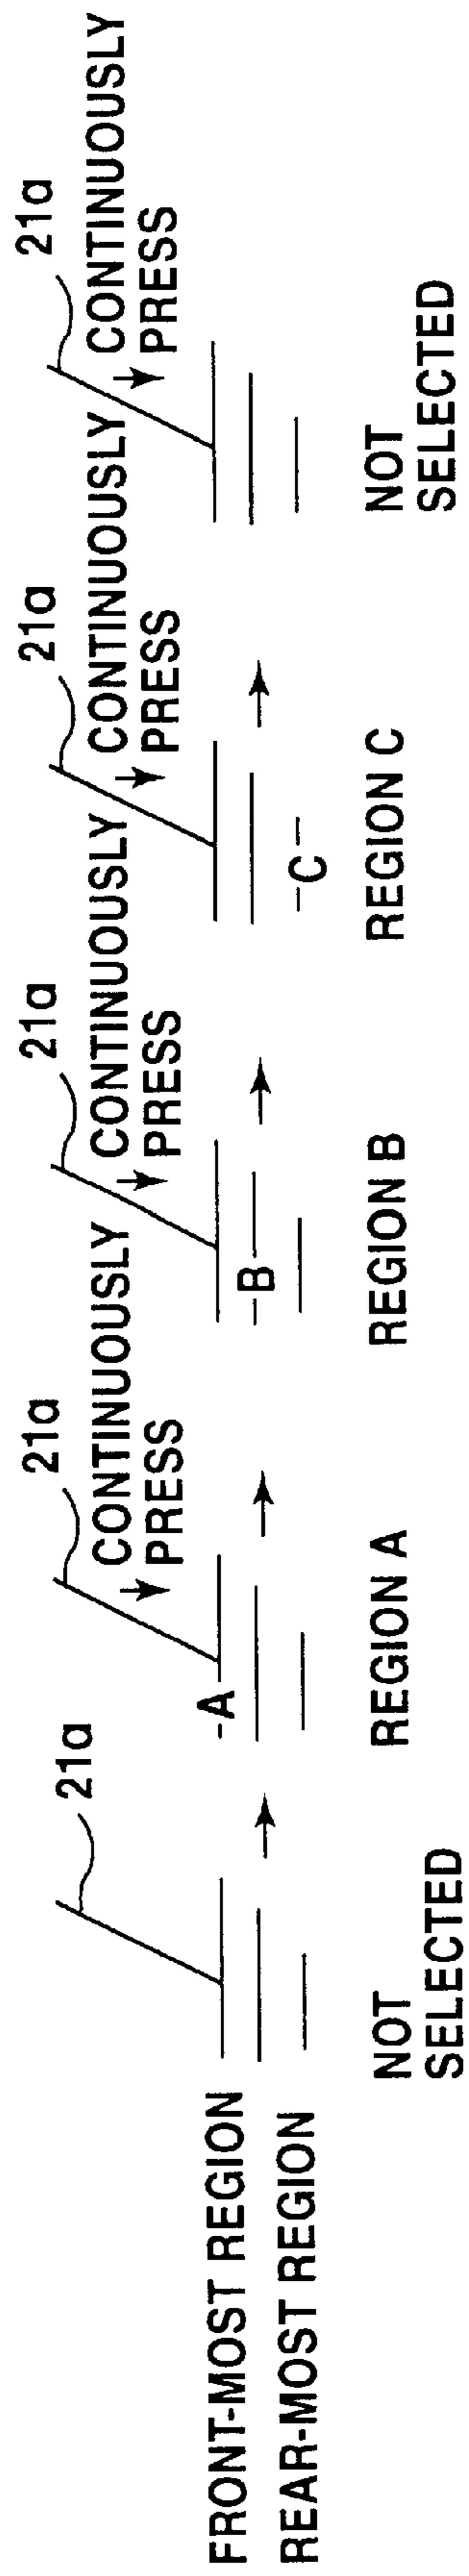 FRONT-MOST REGION
REAR-MOST REGION
21a
NOT
SELECTED
21a
CONTINUOUSLY
PRESS
A
REGION A
21a
CONTINUOUSLY
PRESS
B
REGION B
21a
CONTINUOUSLY
PRESS
C
REGION C
21a
CONTINUOUSLY
PRESS
NOT
SELECTED